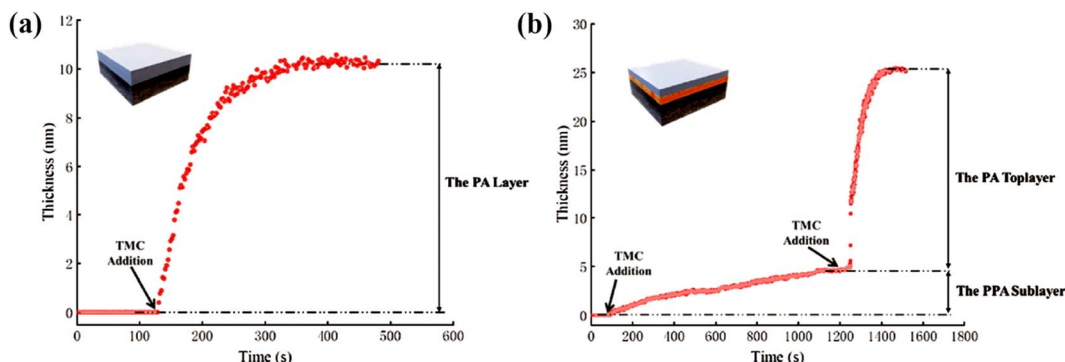 (a)
12
10
8
6
4
2
0
Thickness (nm)
TMC
Addition
The PA Layer
0 100 200 300 400 500 600
Time (s)
(b)
30
25
20
15
10
5
0
Thickness (nm)
TMC
Addition
TMC
Addition
The PA Toplayer
The PPA Sublayer
0 200 400 600 800 1000 1200 1400 1600 1800
Time (s)